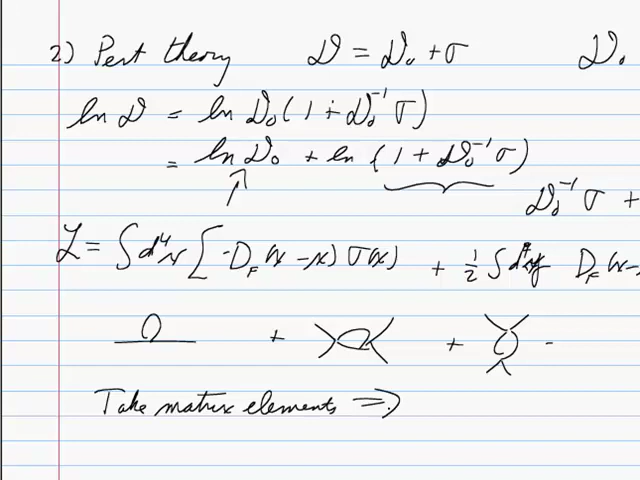 2) Pert theory 𝒟 = 𝒟₀ + σ 𝒟₀
ln 𝒟 = ln 𝒟₀ (1 + 𝒟₀⁻¹ σ)
= ln 𝒟₀ + ln (1 + 𝒟₀⁻¹ σ)
𝒟₀⁻¹ σ +
ℒ = ∫d⁴x [ -D_F(x-x) σ(x) + ½ ∫d⁴xy D_F(x-
+ + -
Take matrix elements ⇒